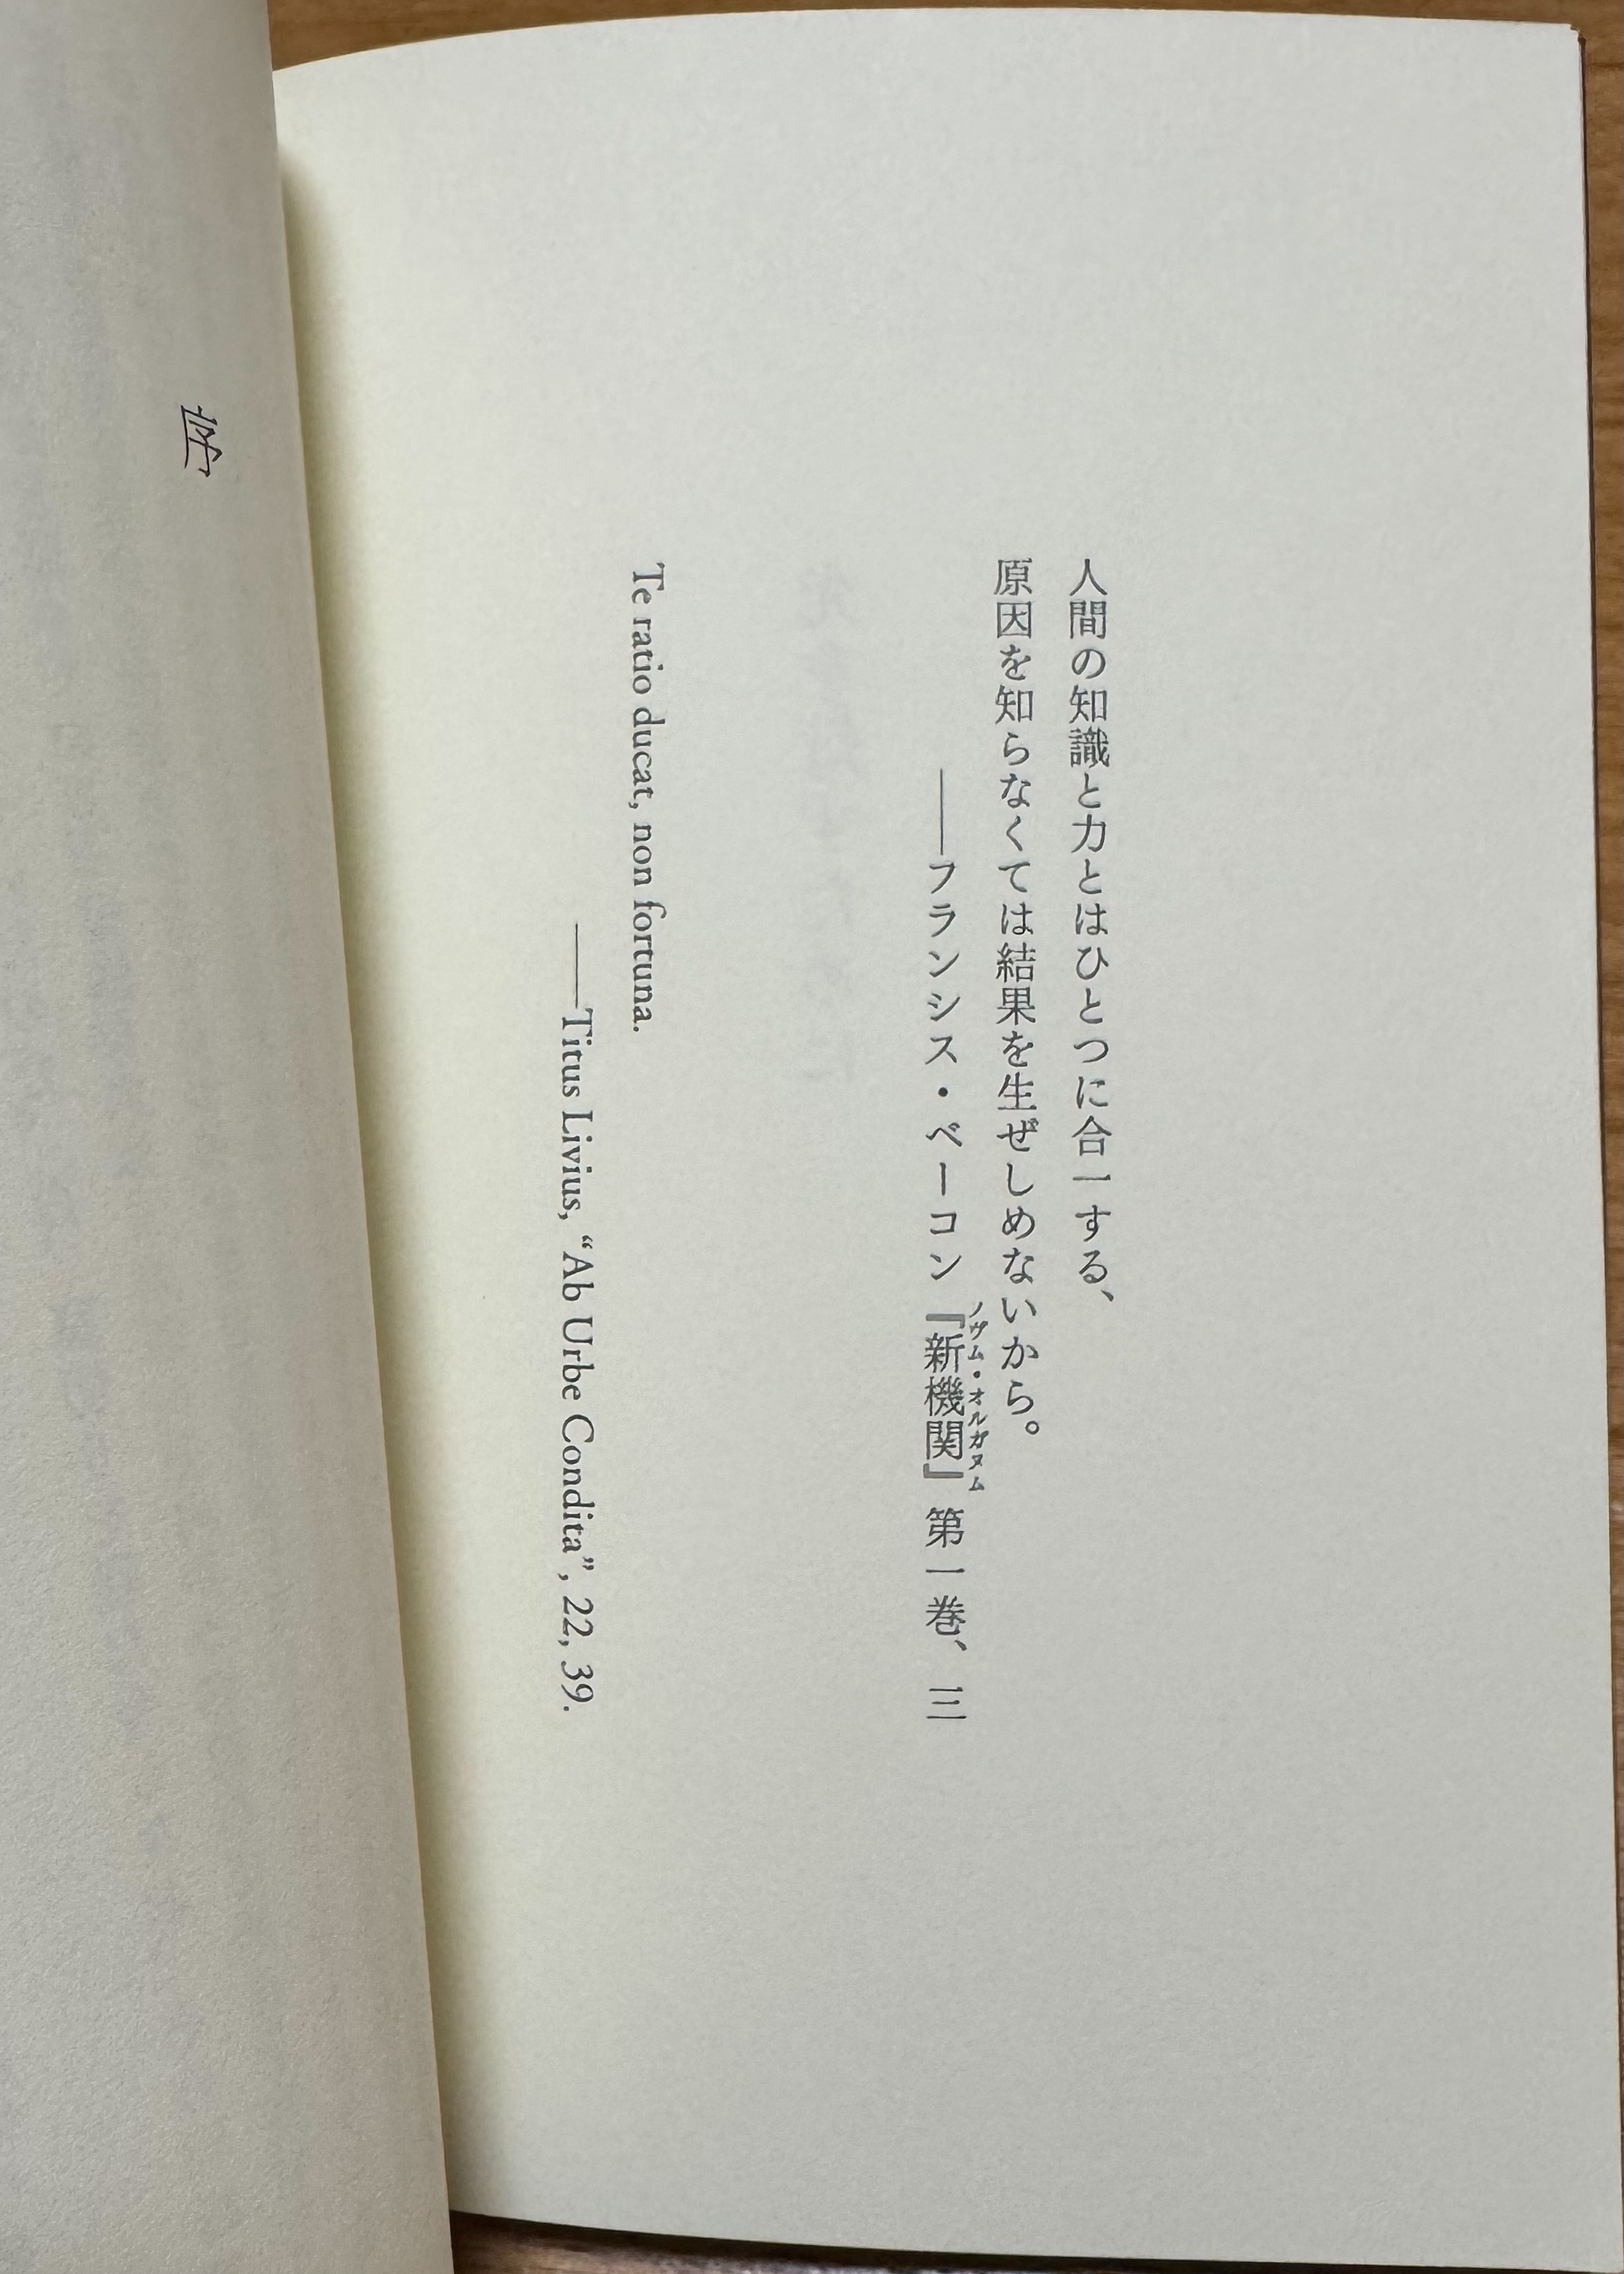 人間の知識と力とはひとつに合一する、
原因を知らなくては結果を生ぜしめないから。
――フランシス・ベーコン『新機関』第一巻、三
ノヴム・オルガヌム
Te ratio ducat, non fortuna.
――Titus Livius, “Ab Urbe Condita”, 22, 39.